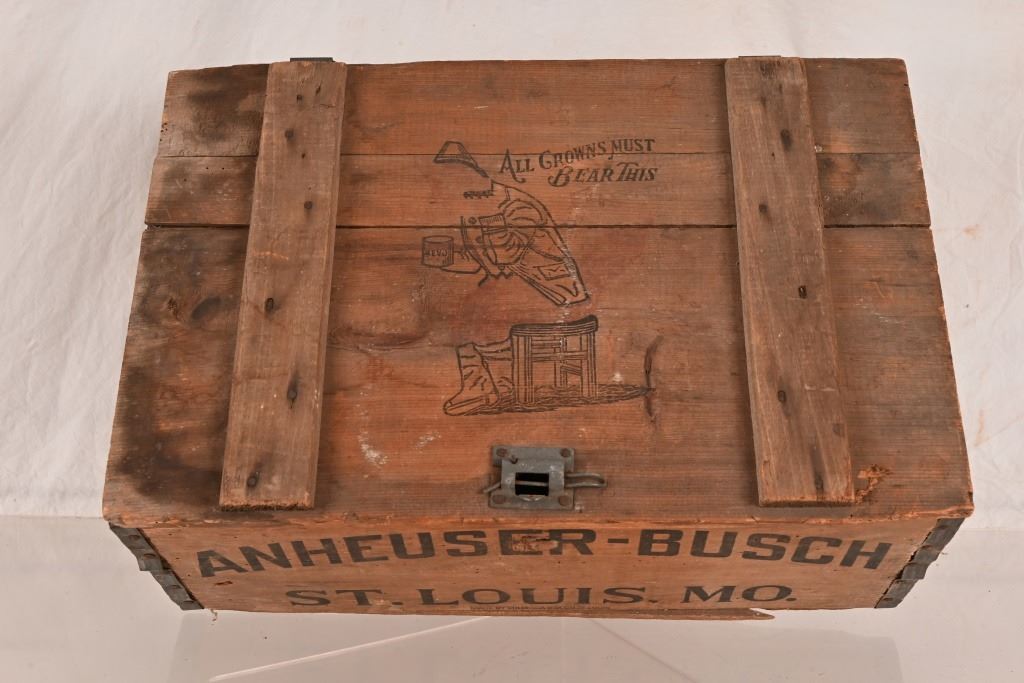 ALL CROWNS MUST
BEAR THIS
ANHEUSER-BUSCH
ST. LOUIS, MO.